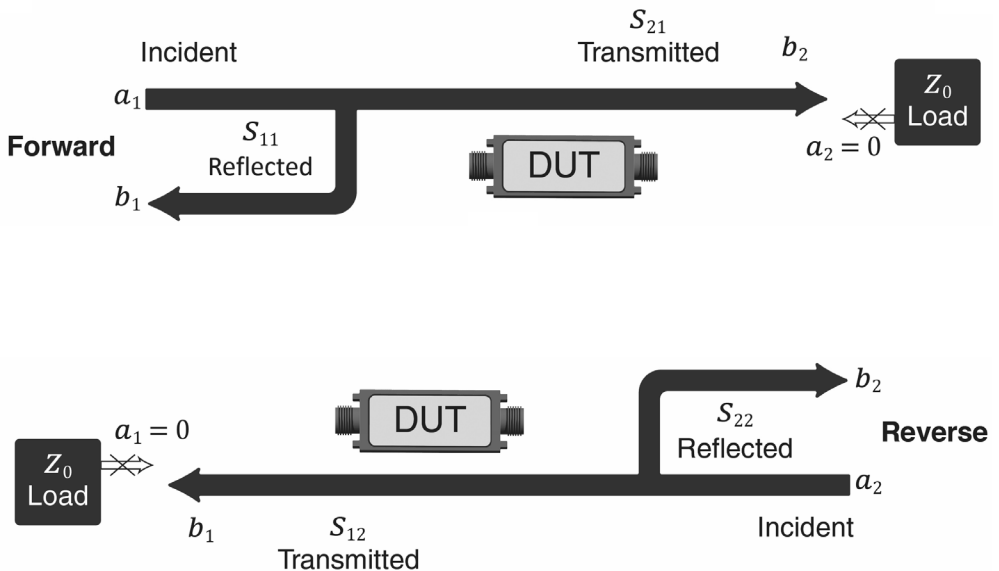 S₂₁
Incident
Transmitted
b₂
a₁
Z₀
Load
S₁₁
Forward
Reflected
DUT
a₂ = 0
b₁
b₂
DUT
S₂₂
a₁ = 0
Reflected
Reverse
Z₀
Load
a₂
b₁
S₁₂
Incident
Transmitted